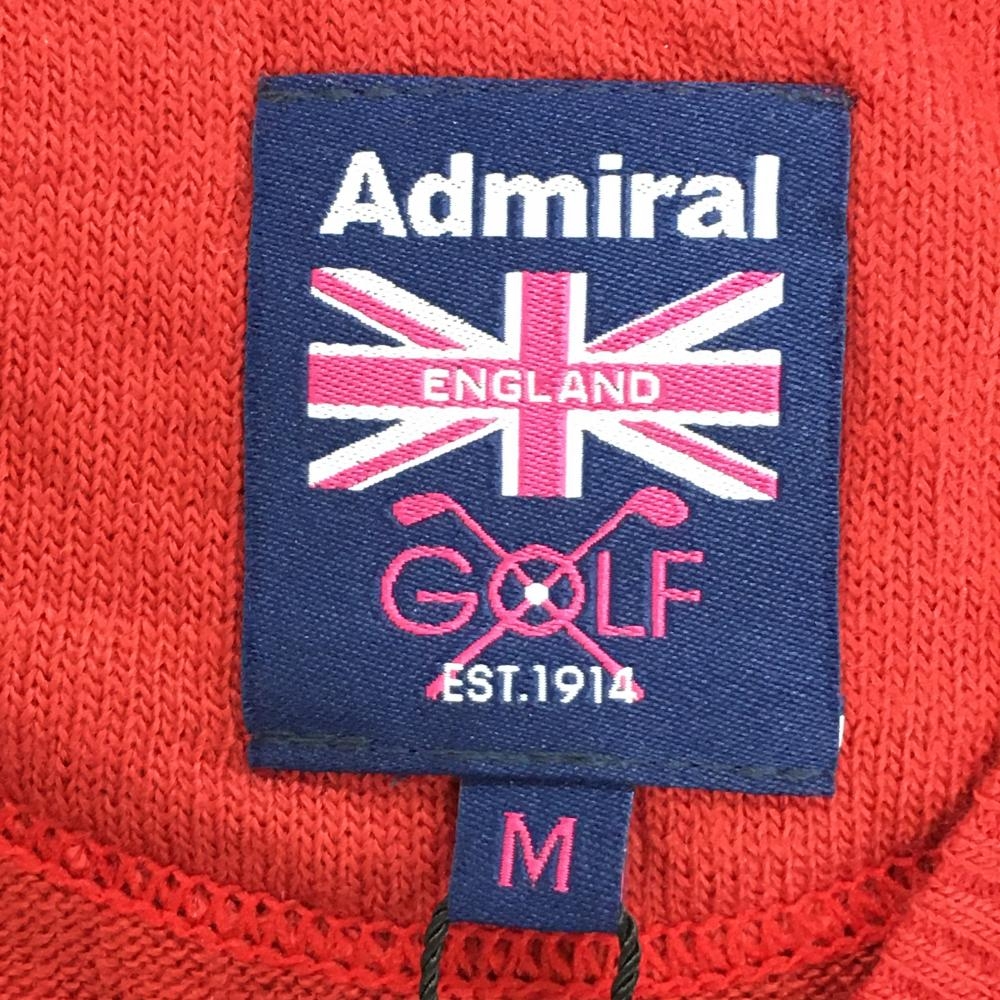 Admiral
ENGLAND
GOLF
EST.1914
M